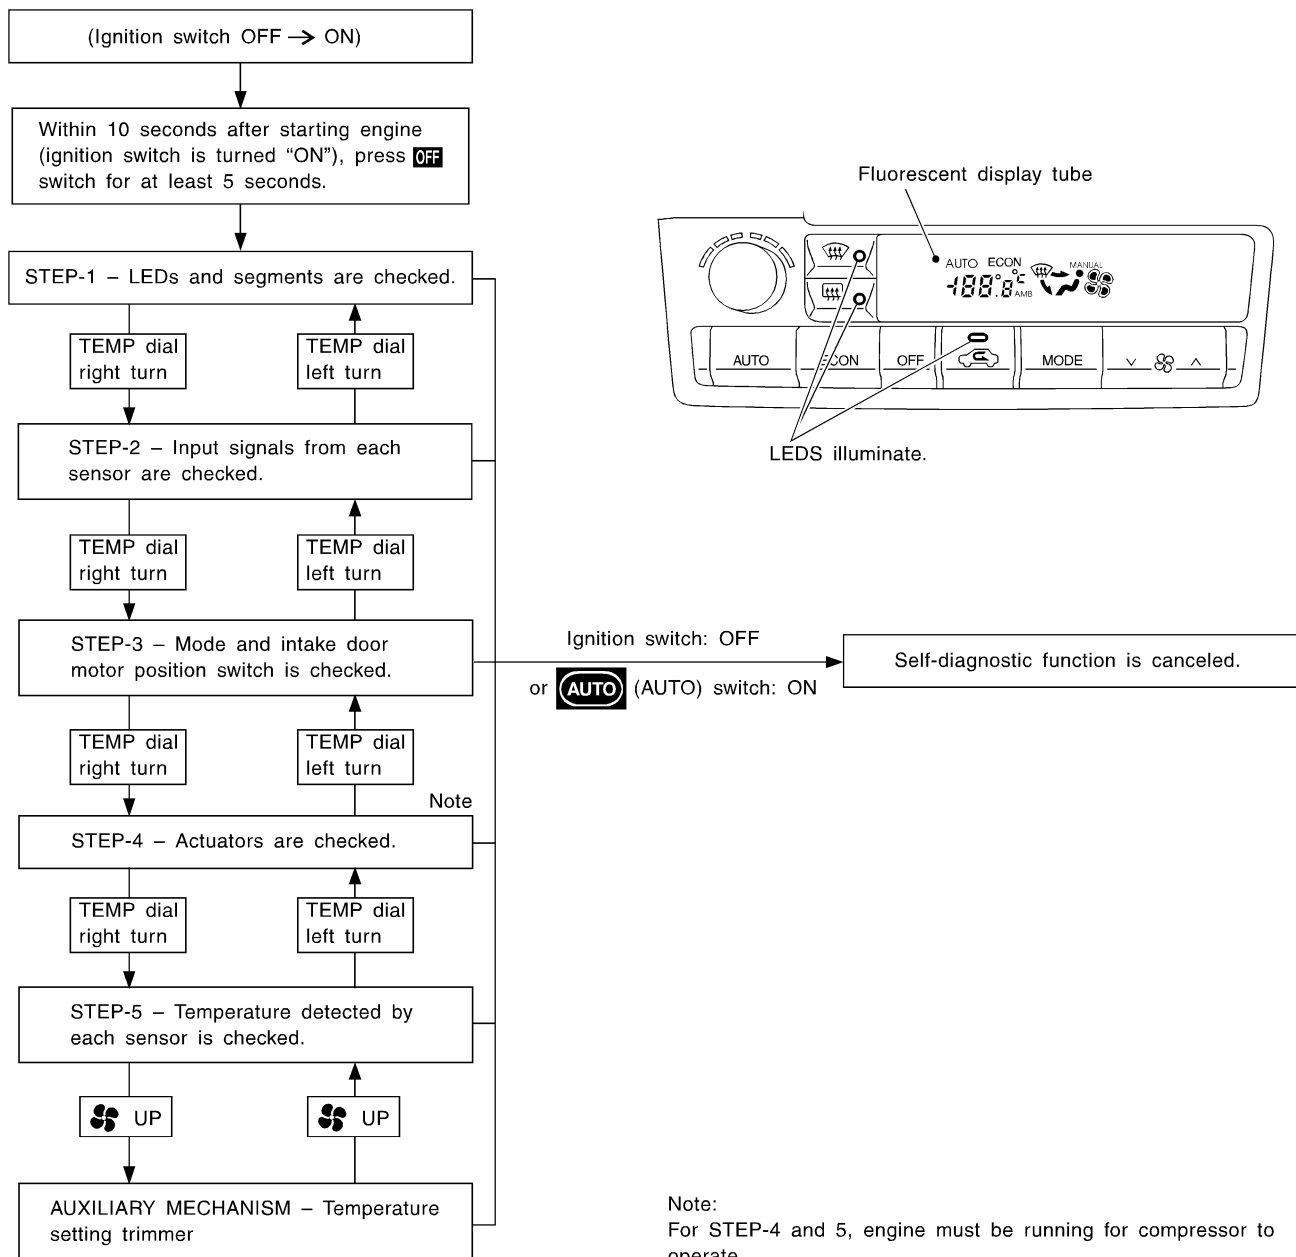 (Ignition switch OFF → ON)
Within 10 seconds after starting engine
(ignition switch is turned “ON”), press OFF
switch for at least 5 seconds.
STEP-1 – LEDs and segments are checked.
TEMP dial
right turn
TEMP dial
left turn
STEP-2 – Input signals from each
sensor are checked.
TEMP dial
right turn
TEMP dial
left turn
STEP-3 – Mode and intake door
motor position switch is checked.
TEMP dial
right turn
TEMP dial
left turn
Note
STEP-4 – Actuators are checked.
TEMP dial
right turn
TEMP dial
left turn
STEP-5 – Temperature detected by
each sensor is checked.
UP
UP
AUXILIARY MECHANISM – Temperature
setting trimmer
Ignition switch: OFF
or AUTO (AUTO) switch: ON
Self-diagnostic function is canceled.
Fluorescent display tube
AUTO ECON
MANUAL
-188.8°C
AMB
AUTO
ECON
OFF
MODE
LEDS illuminate.
Note:
For STEP-4 and 5, engine must be running for compressor to
operate